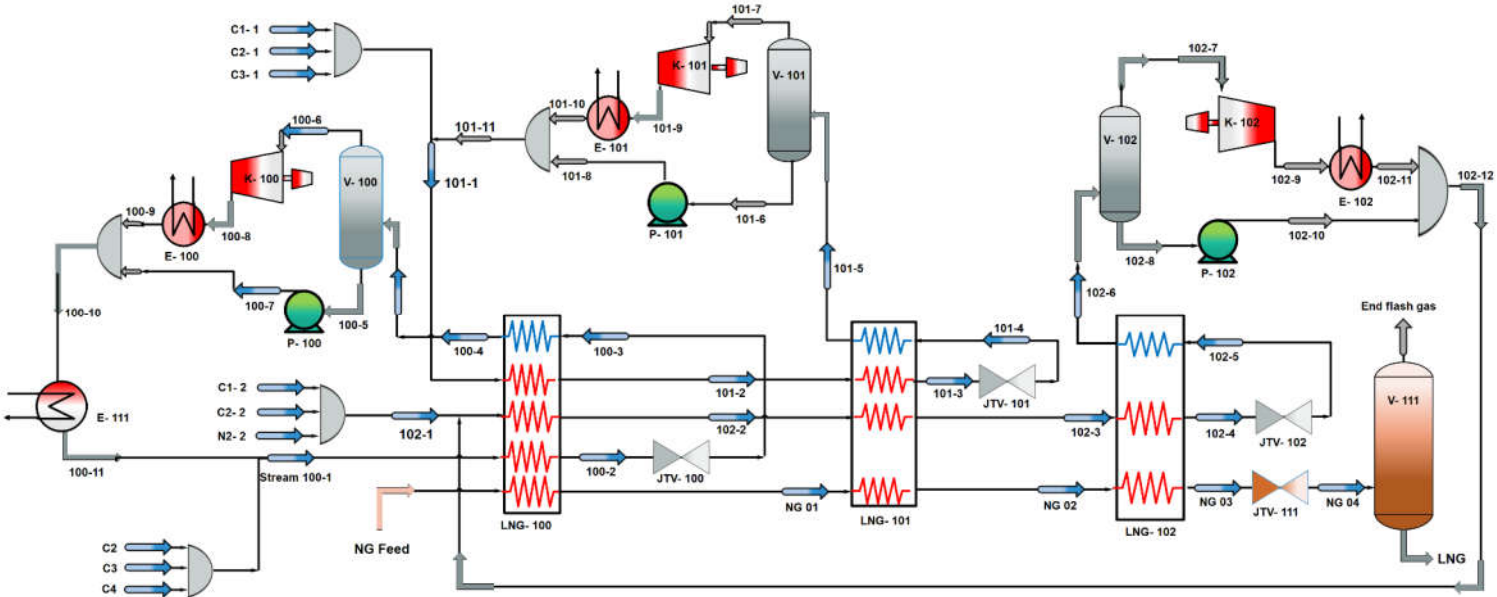 C1- 1
C2- 1
C3- 1
101-7
K- 101
V- 101
101-10
101-11
E- 101
101-9
101-8
P- 101
101-6
101-1
101-5
100-6
K- 100
V- 100
100-9
E- 100
100-8
100-7
P- 100
100-5
100-10
E- 111
100-11
102-7
V- 102
K- 102
102-9
E- 102
102-11
102-12
102-8
P- 102
102-10
102-6
End flash gas
V- 111
LNG
100-4
100-3
101-2
101-3
JTV- 101
101-4
102-5
C1- 2
C2- 2
N2- 2
102-1
102-2
102-3
102-4
JTV- 102
Stream 100-1
100-2
JTV- 100
NG Feed
LNG- 100
NG 01
LNG- 101
NG 02
LNG- 102
NG 03
JTV- 111
NG 04
C2
C3
C4